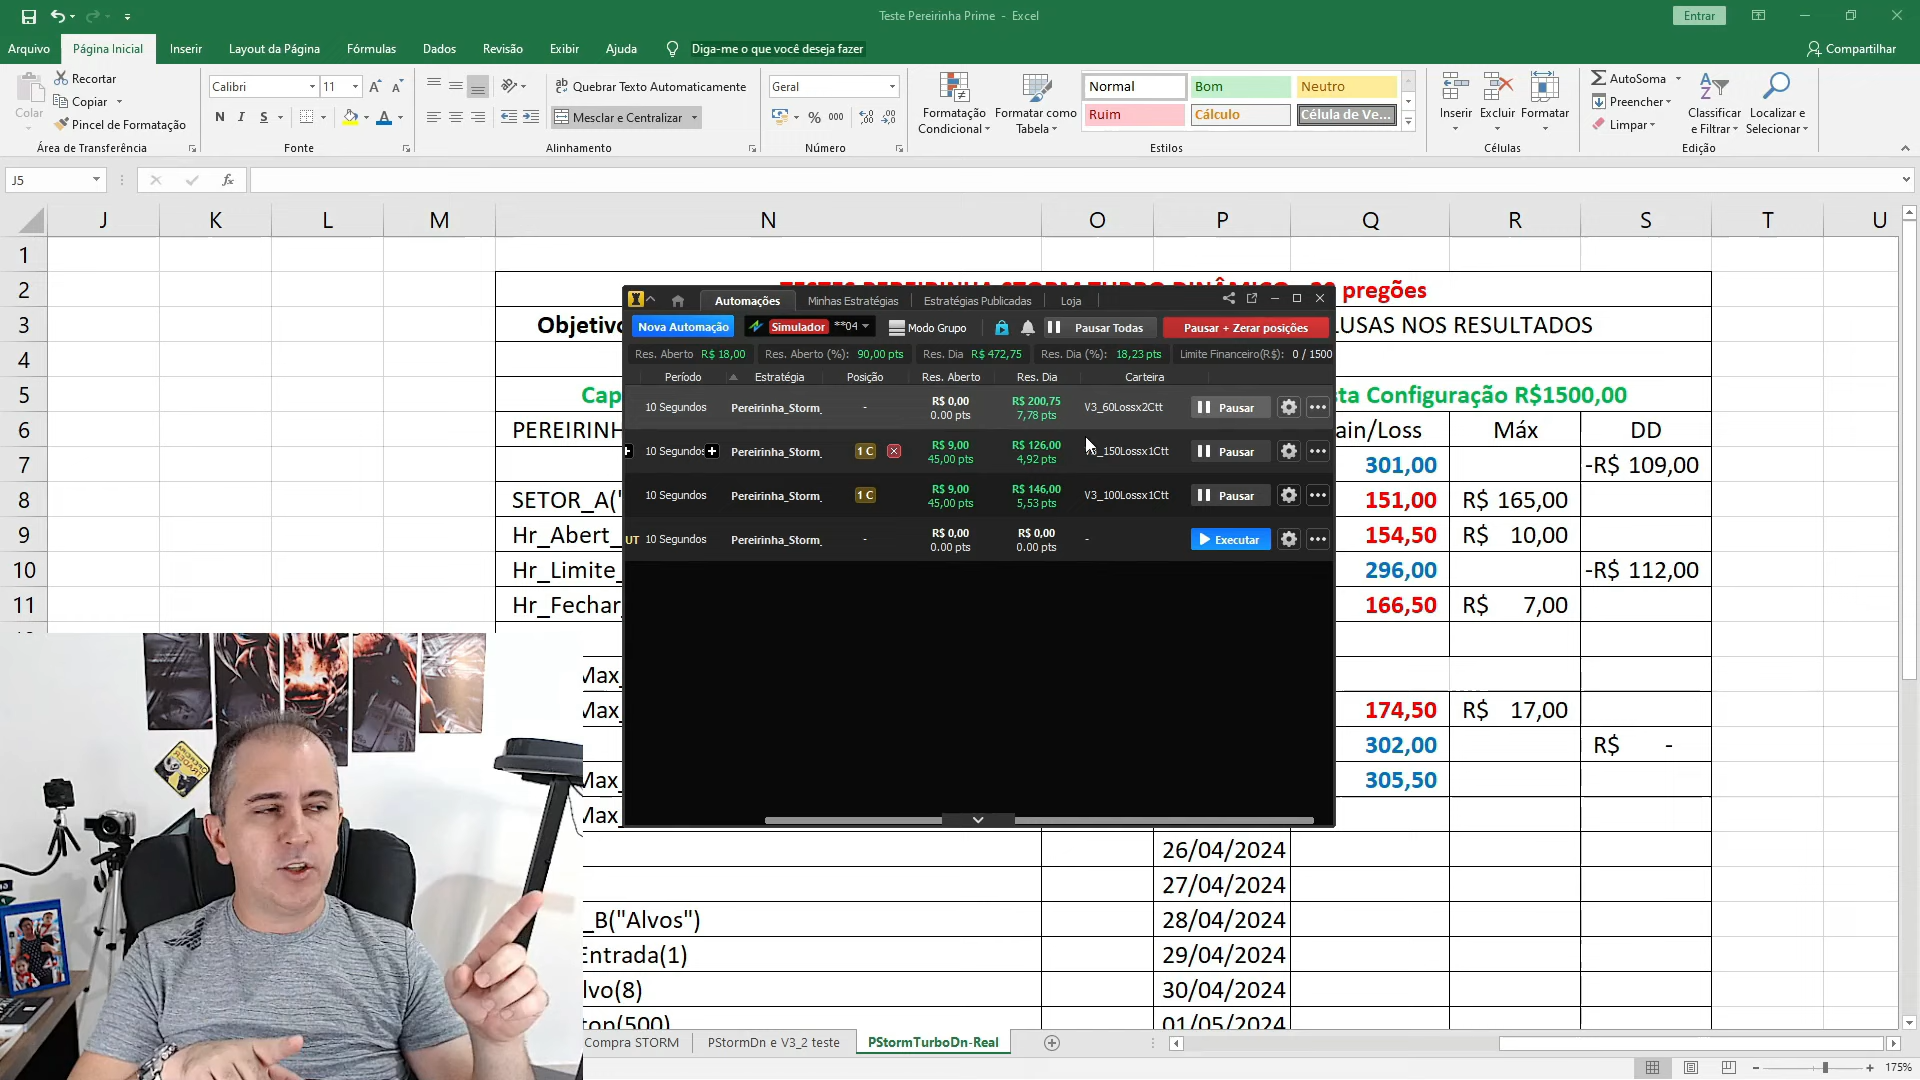 Teste Pereirinha Prime - Excel
Entrar
Arquivo
Página Inicial
Inserir
Layout da Página
Fórmulas
Dados
Revisão
Exibir
Ajuda
Diga-me o que você deseja fazer
Compartilhar
Colar
Recortar
Copiar
Pincel de Formatação
Área de Transferência
Calibri
11
N I S
Fonte
Quebrar Texto Automaticamente
Mesclar e Centralizar
Alinhamento
Geral
% 000
Número
Formatação Condicional
Formatar como Tabela
Normal
Bom
Neutro
Ruim
Cálculo
Célula de Ve...
Estilos
Inserir
Excluir
Formatar
Células
AutoSoma
Preencher
Limpar
Classificar e Filtrar
Localizar e Selecionar
Edição
J5
fx
J K L M N O P Q R S T U
1
2
pregões
3
Objetivo
LUSAS NOS RESULTADOS
4
5
Cap
ta Configuração R$1500,00
6
PEREIRINH
ain/Loss
Máx
DD
7
301,00
-R$ 109,00
8
SETOR_A("
151,00
R$ 165,00
9
Hr_Abert_
154,50
R$ 10,00
10
Hr_Limite_
296,00
-R$ 112,00
11
Hr_Fechar_
166,50
R$ 7,00
Automações
Minhas Estratégias
Estratégias Publicadas
Loja
Nova Automação
Simulador
**04
Modo Grupo
Pausar Todas
Pausar + Zerar posições
Res. Aberto R$ 18,00
Res. Aberto (%): 90,00 pts
Res. Dia R$ 472,75
Res. Dia (%): 18,23 pts
Limite Financeiro(R$): 0 / 1500
Período
Estratégia
Posição
Res. Aberto
Res. Dia
Carteira
10 Segundos
Pereirinha_Storm_
-
R$ 0,00
0.00 pts
R$ 200,75
7,78 pts
V3_60Lossx2Ctt
Pausar
10 Segundos
Pereirinha_Storm_
1 C
R$ 9,00
45,00 pts
R$ 126,00
4,92 pts
_150Lossx1Ctt
Pausar
10 Segundos
Pereirinha_Storm_
1 C
R$ 9,00
45,00 pts
R$ 146,00
5,53 pts
V3_100Lossx1Ctt
Pausar
UT
10 Segundos
Pereirinha_Storm_
-
R$ 0,00
0.00 pts
R$ 0,00
0.00 pts
-
Executar
Max_
Max_
174,50
R$ 17,00
302,00
R$ -
Max_
305,50
Max_
26/04/2024
27/04/2024
_B("Alvos")
28/04/2024
Entrada(1)
29/04/2024
lvo(8)
30/04/2024
top(500)
01/05/2024
Compra STORM
PStormDn e V3_2 teste
PStormTurboDn-Real
175%